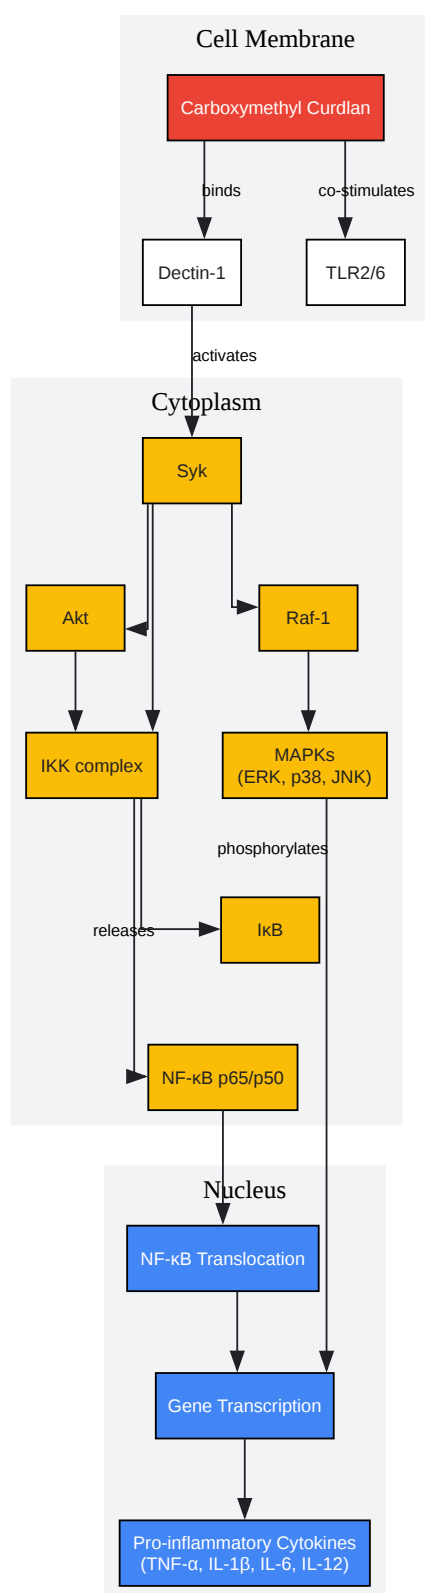 Cell Membrane
Carboxymethyl Curdlan
binds
co-stimulates
Dectin-1
TLR2/6
activates
Cytoplasm
Syk
Akt
Raf-1
IKK complex
MAPKs
(ERK, p38, JNK)
phosphorylates
IκB
releases
NF-κB p65/p50
Nucleus
NF-κB Translocation
Gene Transcription
Pro-inflammatory Cytokines
(TNF-α, IL-1β, IL-6, IL-12)